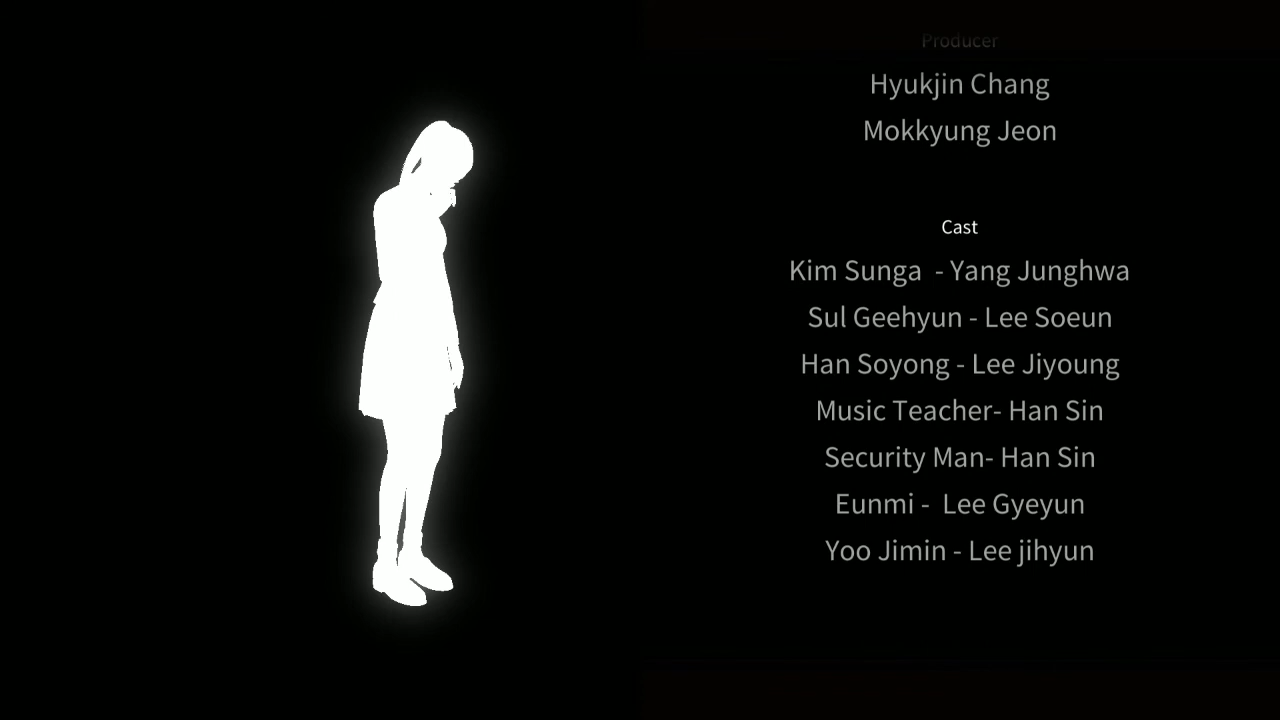 Producer
Hyukjin Chang
Mokkyung Jeon
Cast
Kim Sunga  - Yang Junghwa
Sul Geehyun - Lee Soeun
Han Soyong - Lee Jiyoung
Music Teacher- Han Sin
Security Man- Han Sin
Eunmi -  Lee Gyeyun
Yoo Jimin - Lee jihyun